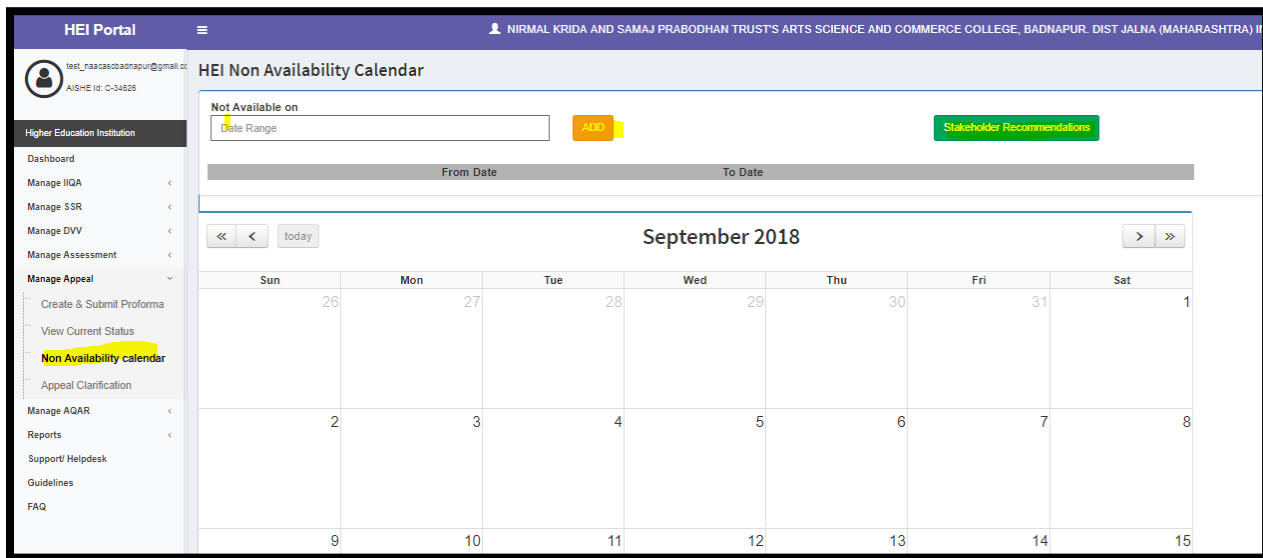 HEI Portal
NIRMAL KRIDA AND SAMAJ PRABODHAN TRUST'S ARTS SCIENCE AND COMMERCE COLLEGE, BADNAPUR. DIST JALNA (MAHARASHTRA)
test_naacascbadnapur@gmail.co
AISHE Id: C-34526
Higher Education Institution
Dashboard
Manage IIQA
Manage SSR
Manage DVV
Manage Assessment
Manage Appeal
Create & Submit Proforma
View Current Status
Non Availability calendar
Appeal Clarification
Manage AQAR
Reports
Support/ Helpdesk
Guidelines
FAQ
HEI Non Availability Calendar
Not Available on
Date Range ADD Stakeholder Recommendations
From Date To Date
« < today September 2018 > »
Sun Mon Tue Wed Thu Fri Sat
26 27 28 29 30 31 1
2 3 4 5 6 7 8
9 10 11 12 13 14 15